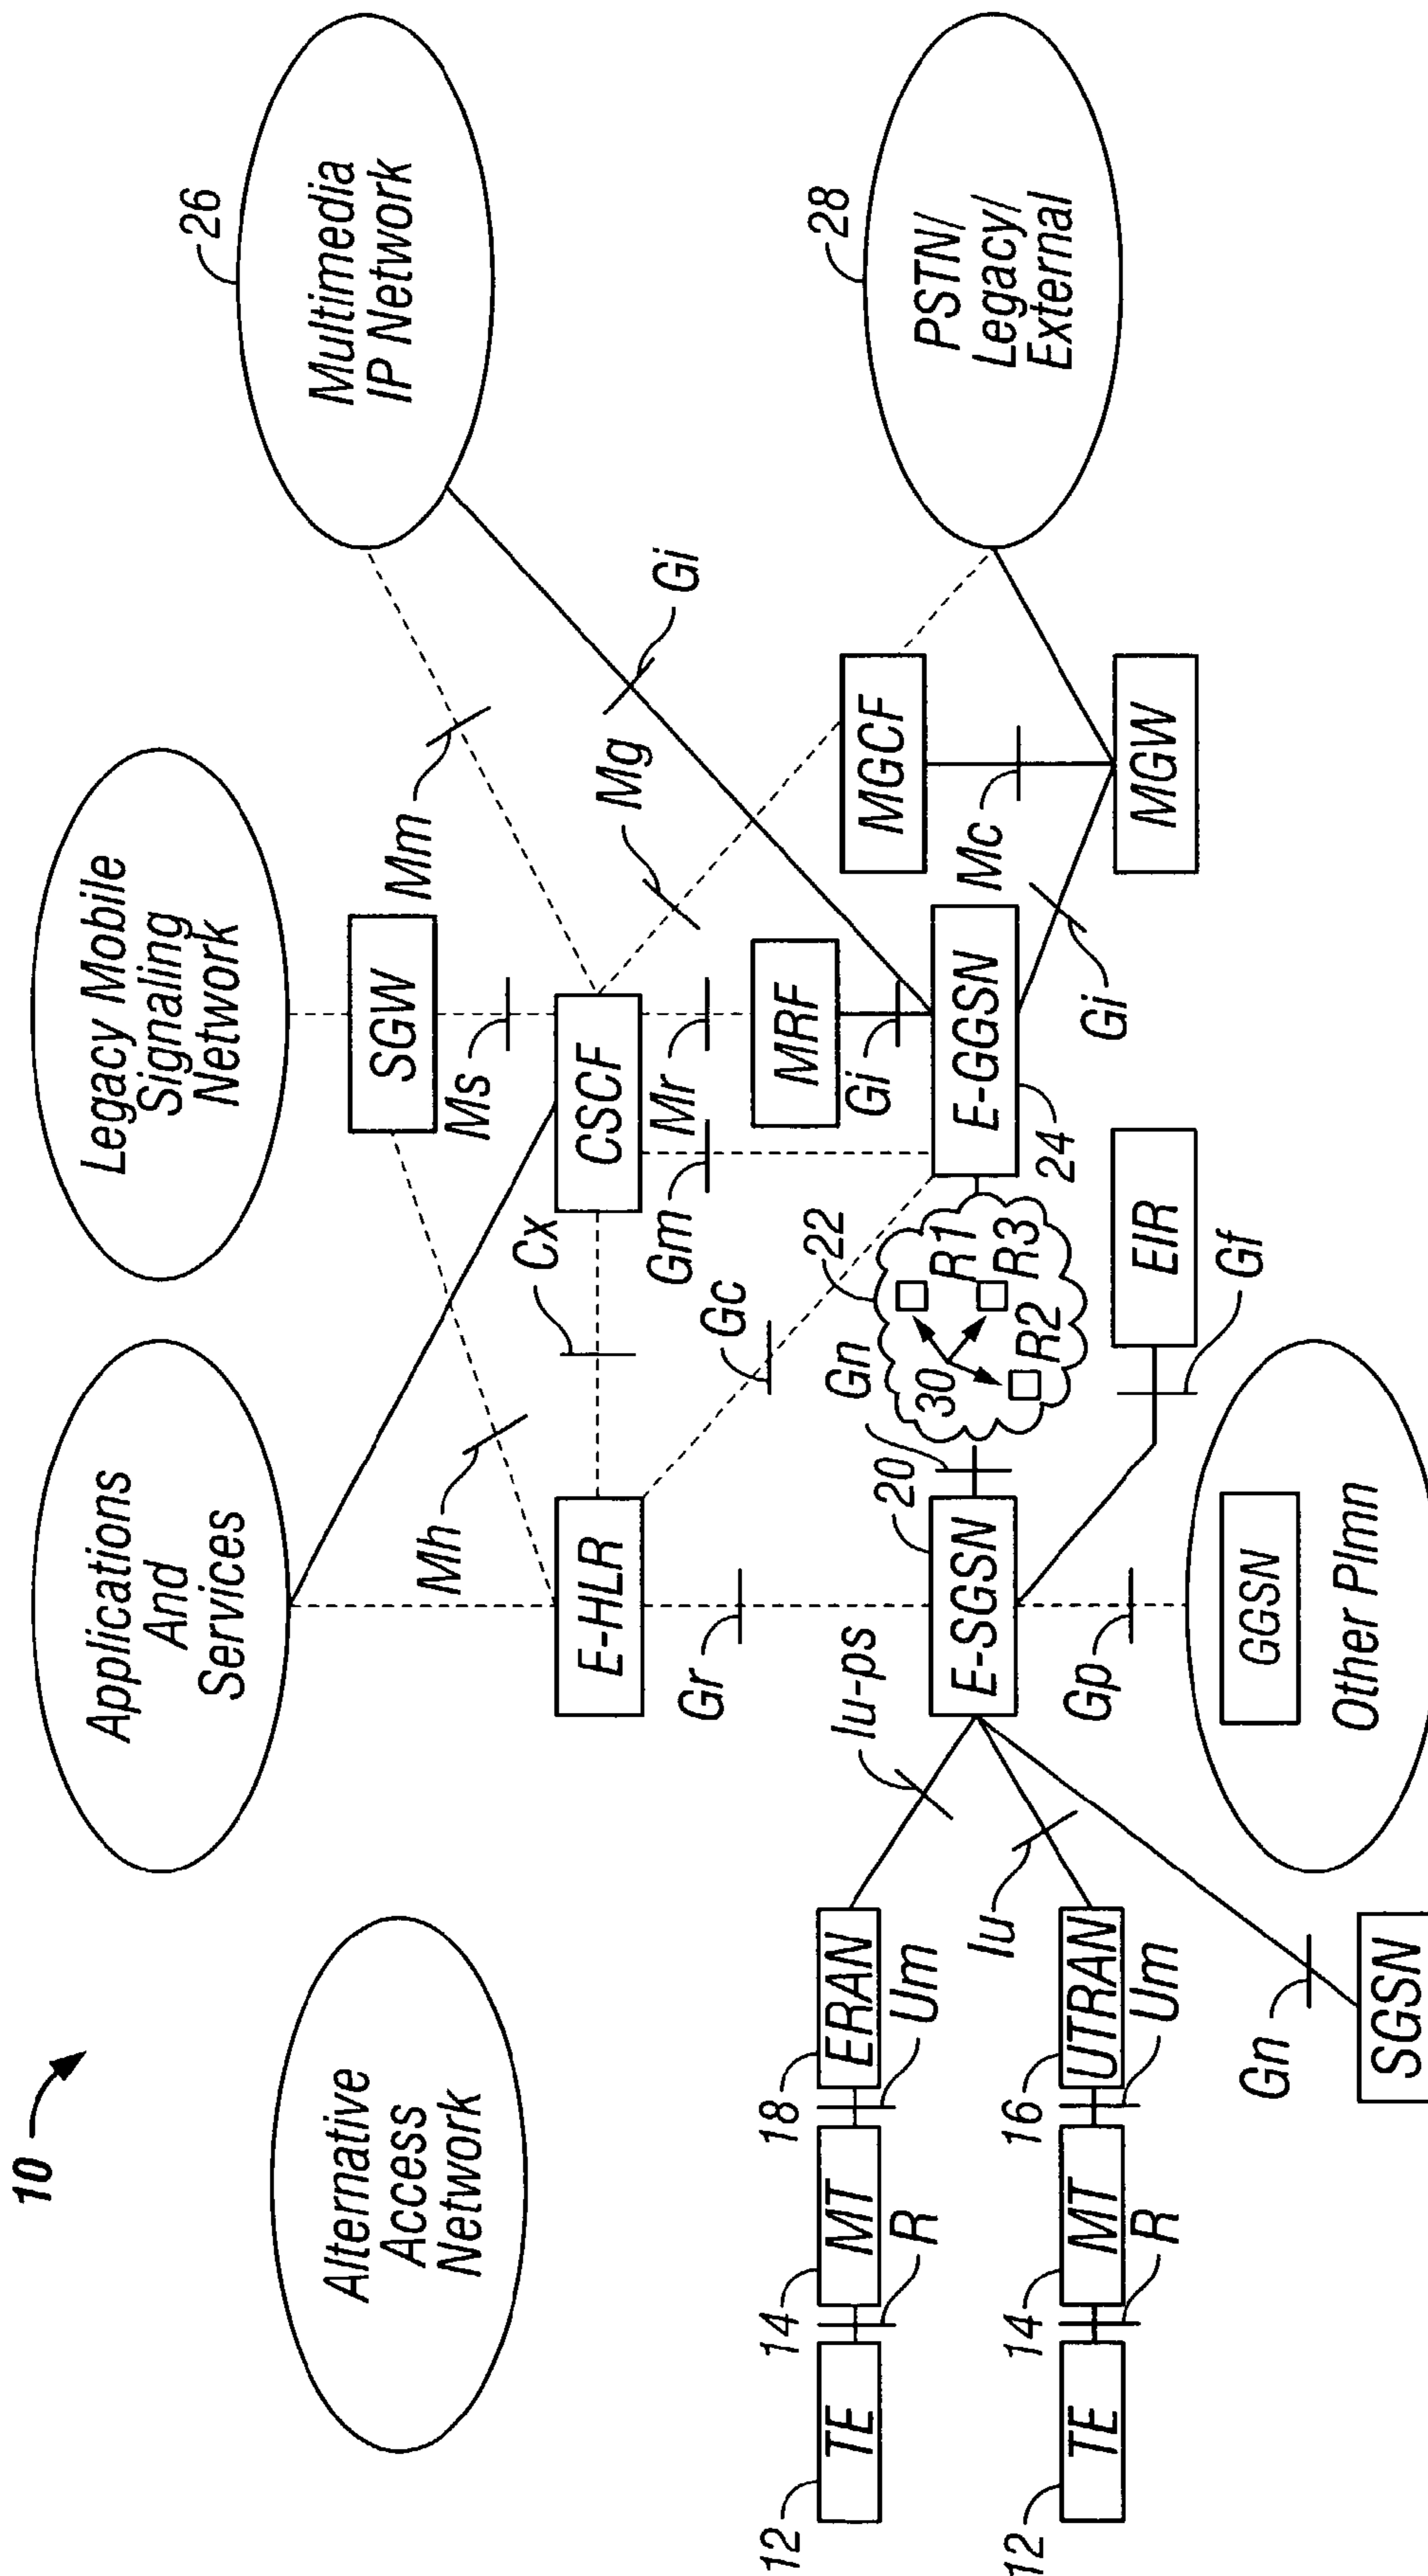 10
Alternative
Access
Network
Applications
And
Services
Legacy Mobile
Signaling
Network
26
Multimedia
IP Network
SGW
Mm
Ms
Mh
Cx
CSCF
E-HLR
Gi
Mg
Gm
Mr
Gc
Gr
MRF
Gi
MGCF
28
PSTN/
Legacy/
External
Mc
MGW
Gi
12
TE
14
MT
R
18
ERAN
Um
Iu-ps
20
E-SGSN
Gn
22
30
R1
R2
R3
E-GGSN
24
12
TE
14
MT
R
16
UTRAN
Um
Iu
Gp
EIR
Gf
Gn
SGSN
GGSN
Other Plmn